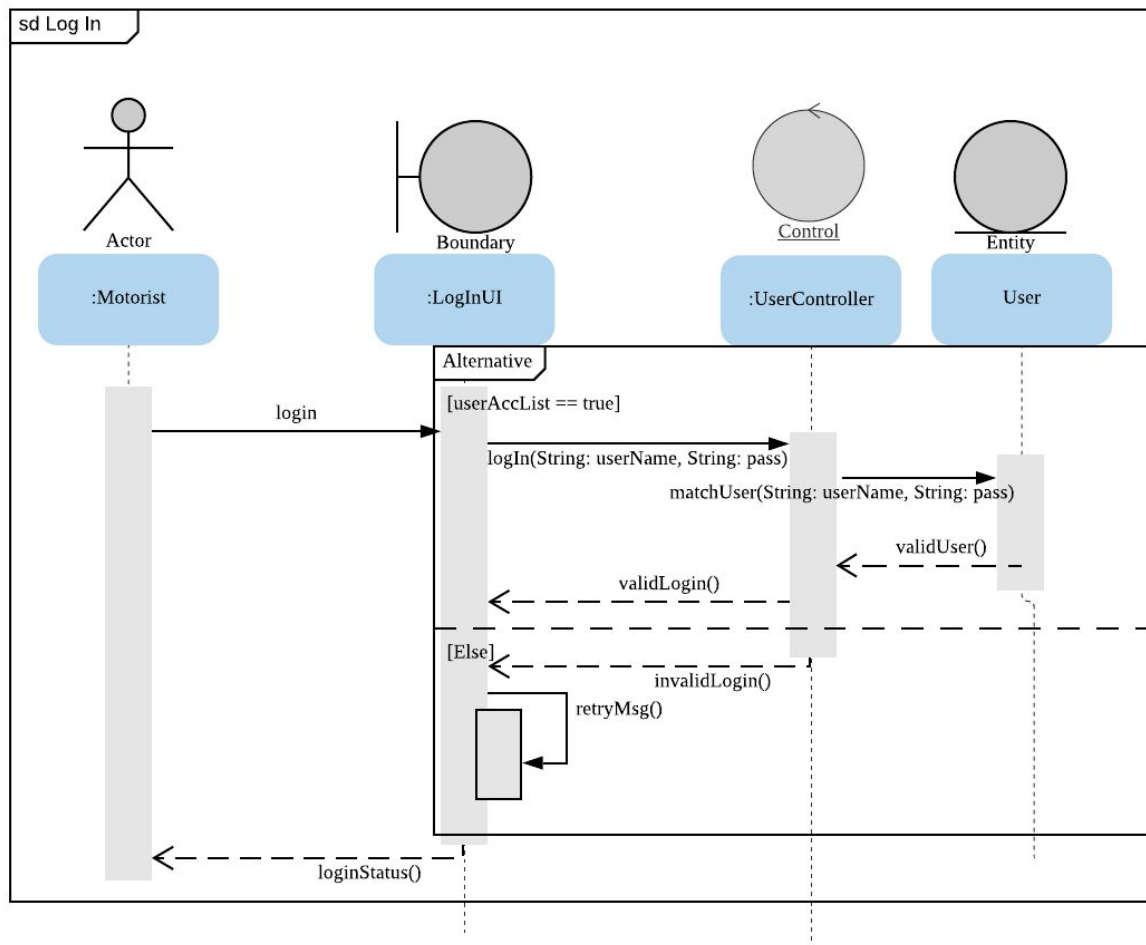 sd Log In
Actor
Boundary
Control
Entity
:Motorist
:LogInUI
:UserController
User
Alternative
[userAccList == true]
login
logIn(String: userName, String: pass)
matchUser(String: userName, String: pass)
validUser()
validLogin()
[Else]
invalidLogin()
retryMsg()
loginStatus()